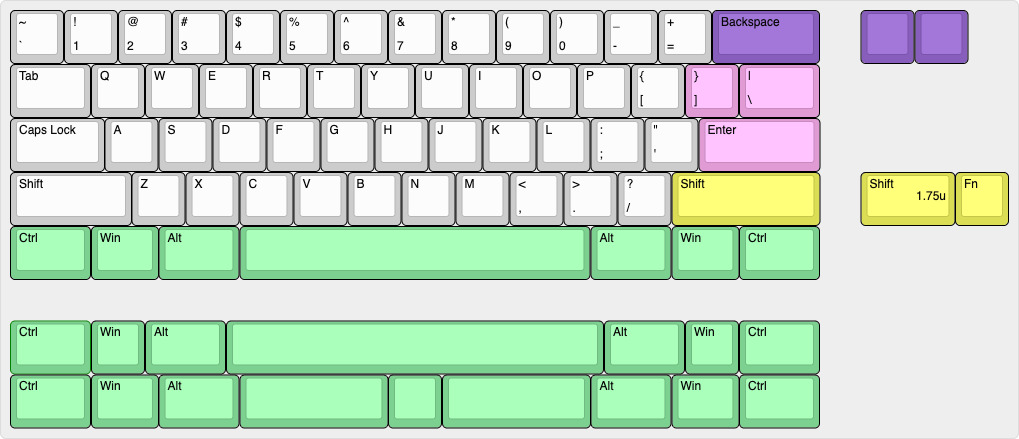 ~ ! @ # $ % ^ & * ( ) _ + Backspace
` 1 2 3 4 5 6 7 8 9 0 - =
Tab Q W E R T Y U I O P { } |
[ ] \
Caps Lock A S D F G H J K L : " Enter
; '
Shift Z X C V B N M < > ? Shift Shift Fn
1.75u
, . /
Ctrl Win Alt Alt Win Ctrl
Ctrl Win Alt Alt Win Ctrl
Ctrl Win Alt Alt Win Ctrl